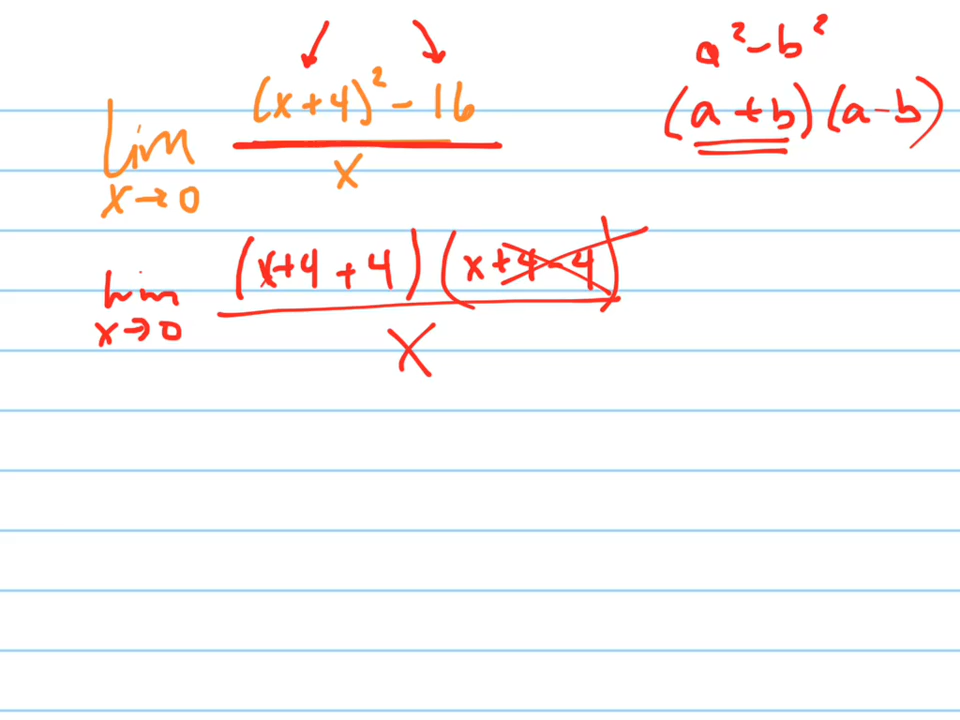 a² - b²
lim x→0 ((x+4)² - 16) / x
(a+b)(a-b)
lim x→0 ((x+4+4)(x+4-4)) / x